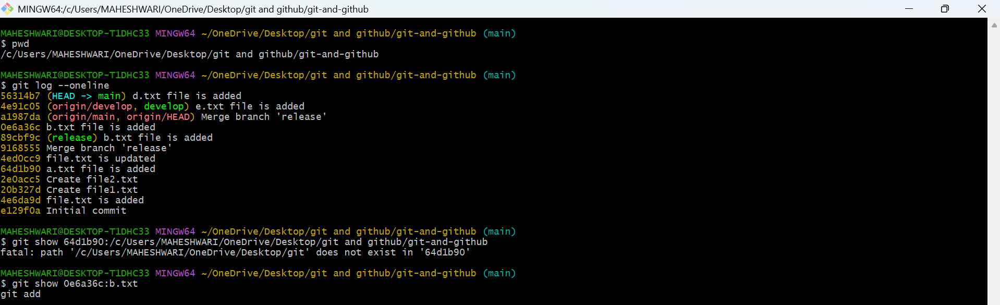 MINGW64:/c/Users/MAHESHWARI/OneDrive/Desktop/git and github/git-and-github
MAHESHWARI@DESKTOP-T1DHC33 MINGW64 ~/OneDrive/Desktop/git and github/git-and-github (main)
$ pwd
/c/Users/MAHESHWARI/OneDrive/Desktop/git and github/git-and-github
MAHESHWARI@DESKTOP-T1DHC33 MINGW64 ~/OneDrive/Desktop/git and github/git-and-github (main)
$ git log --oneline
56314b7 (HEAD -> main) d.txt file is added
4e91c05 (origin/develop, develop) e.txt file is added
a1987da (origin/main, origin/HEAD) Merge branch 'release'
0e6a36c b.txt file is added
89cbf9c (release) b.txt file is added
9168555 Merge branch 'release'
4ed0cc9 file.txt is updated
64d1b90 a.txt file is added
2e0acc5 Create file2.txt
20b327d Create file1.txt
4e6da9d file.txt is added
e129f0a Initial commit
MAHESHWARI@DESKTOP-T1DHC33 MINGW64 ~/OneDrive/Desktop/git and github/git-and-github (main)
$ git show 64d1b90:/c/Users/MAHESHWARI/OneDrive/Desktop/git and github/git-and-github
fatal: path '/c/Users/MAHESHWARI/OneDrive/Desktop/git' does not exist in '64d1b90'
MAHESHWARI@DESKTOP-T1DHC33 MINGW64 ~/OneDrive/Desktop/git and github/git-and-github (main)
$ git show 0e6a36c:b.txt
git add